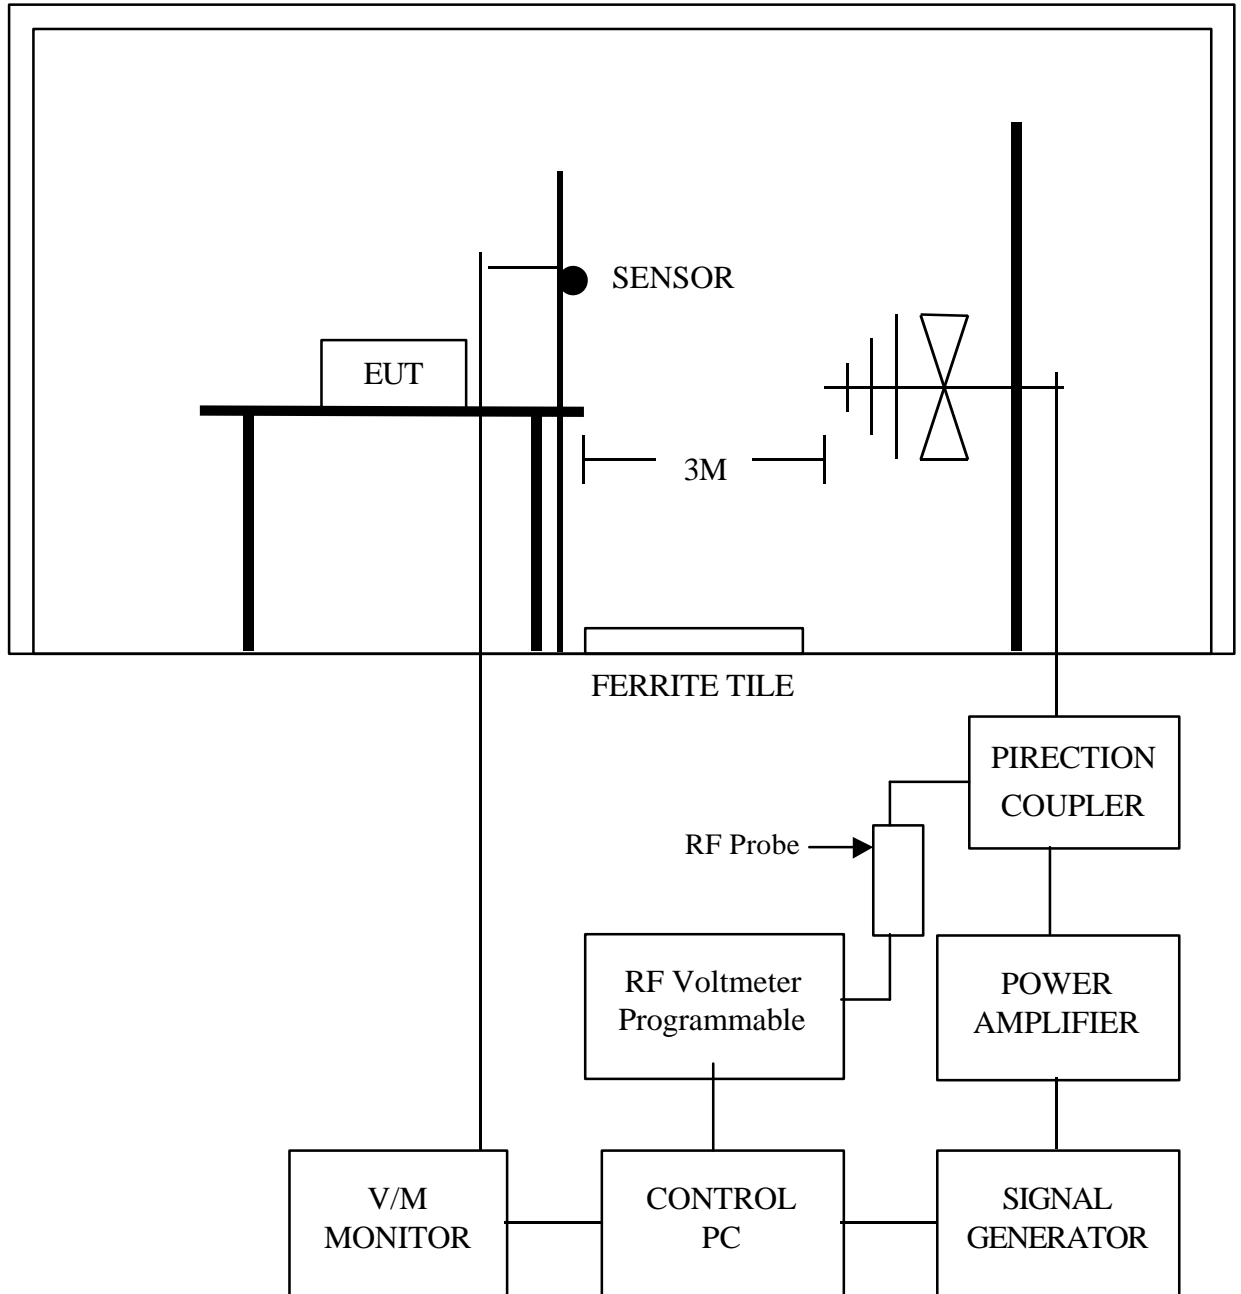 SENSOR
EUT
3M
FERRITE TILE
PIRECTION
COUPLER
RF Probe
RF Voltmeter
Programmable
POWER
AMPLIFIER
V/M
MONITOR
CONTROL
PC
SIGNAL
GENERATOR